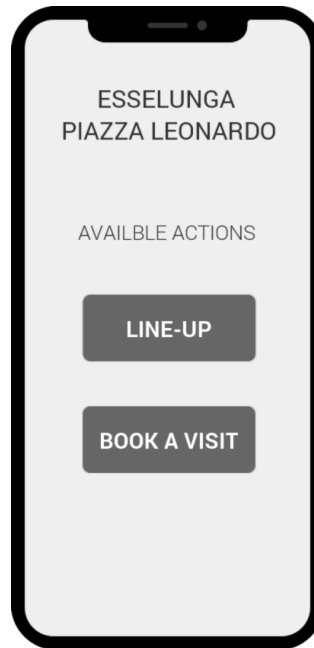 ESSELUNGA
PIAZZA LEONARDO
AVAILBLE ACTIONS
LINE-UP
BOOK A VISIT